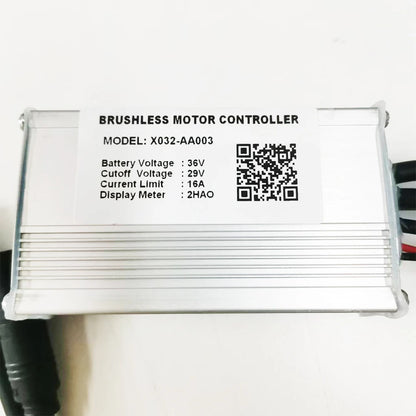 BRUSHLESS MOTOR CONTROLLER
MODEL: X032-AA003
Battery Voltage : 36V
Cutoff Voltage : 29V
Current Limit : 16A
Display Meter : 2HAO